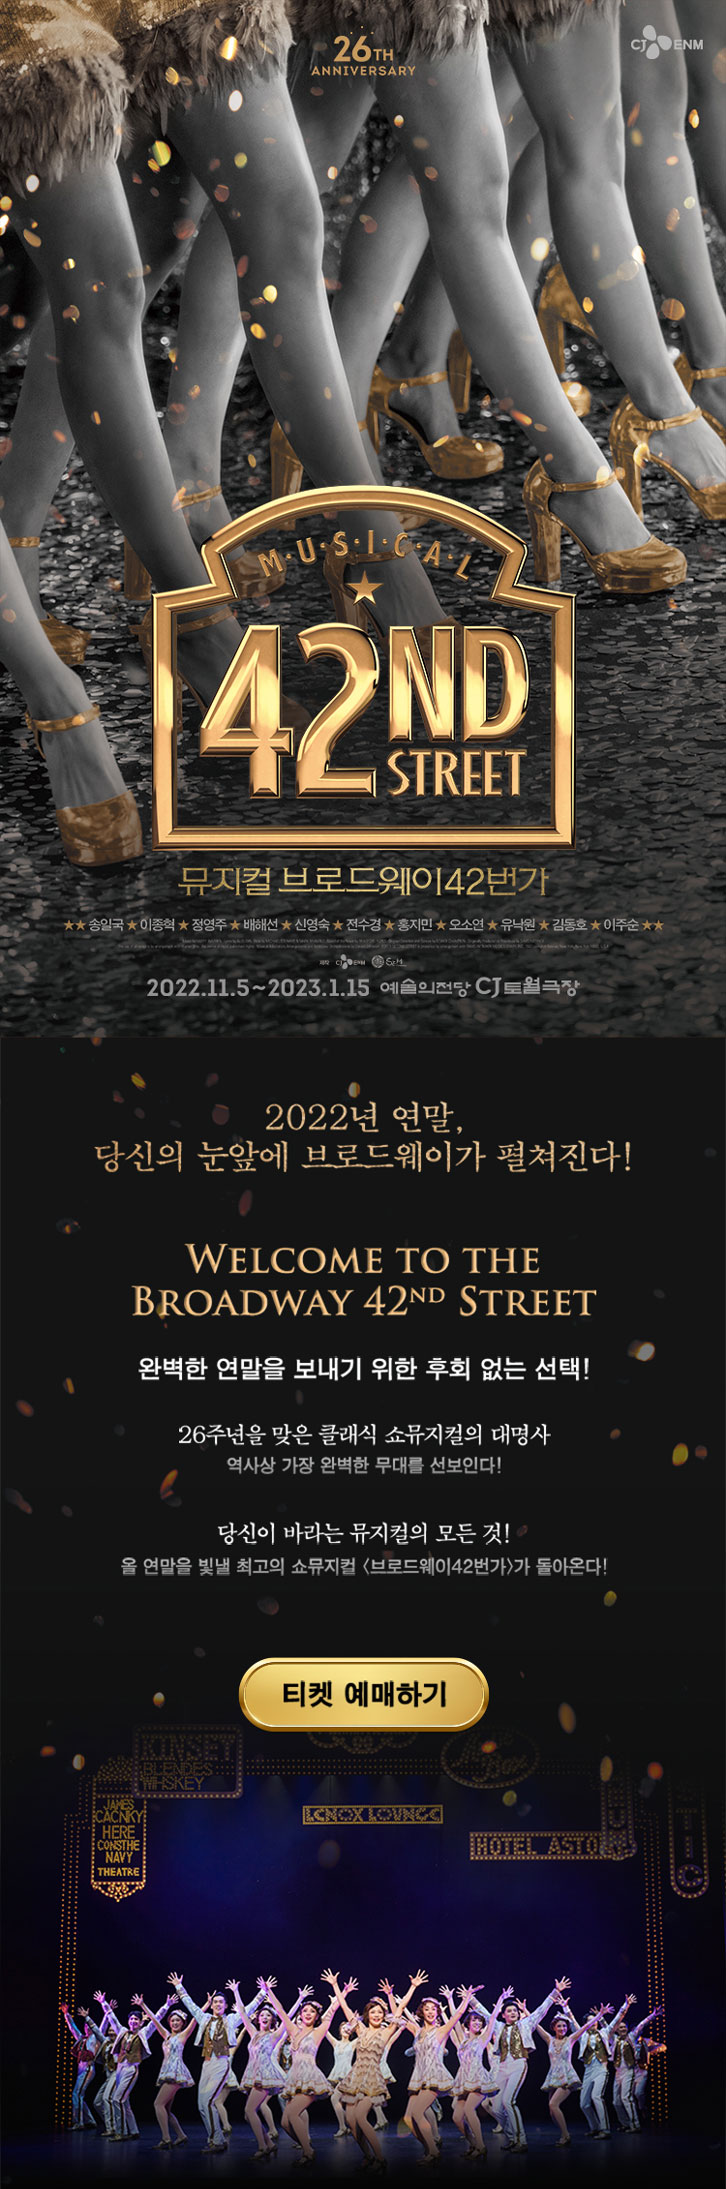 26TH
ANNIVERSARY
CJ ENM
M·U·S·I·C·A·L
42ND
STREET
뮤지컬 브로드웨이42번가
★★ 송일국 ★ 이종혁 ★ 정영주 ★ 배해선 ★ 신영숙 ★ 전수경 ★ 홍지민 ★ 오소연 ★ 유낙원 ★ 김동호 ★ 이주순 ★★
제작 CJ ENM
2022.11.5~2023.1.15 예술의전당 CJ토월극장
2022년 연말,
당신의 눈앞에 브로드웨이가 펼쳐진다!
WELCOME TO THE
BROADWAY 42ND STREET
완벽한 연말을 보내기 위한 후회 없는 선택!
26주년을 맞은 클래식 쇼뮤지컬의 대명사
역사상 가장 완벽한 무대를 선보인다!
당신이 바라는 뮤지컬의 모든 것!
올 연말을 빛낼 최고의 쇼뮤지컬 〈브로드웨이42번가〉가 돌아온다!
티켓 예매하기
KINSEY
BLENDES
WHISKEY
JAMES
CACNKY
HERE
CONSTHE
NAVY
THEATRE
LENOX LOUNGE
HOTEL ASTO